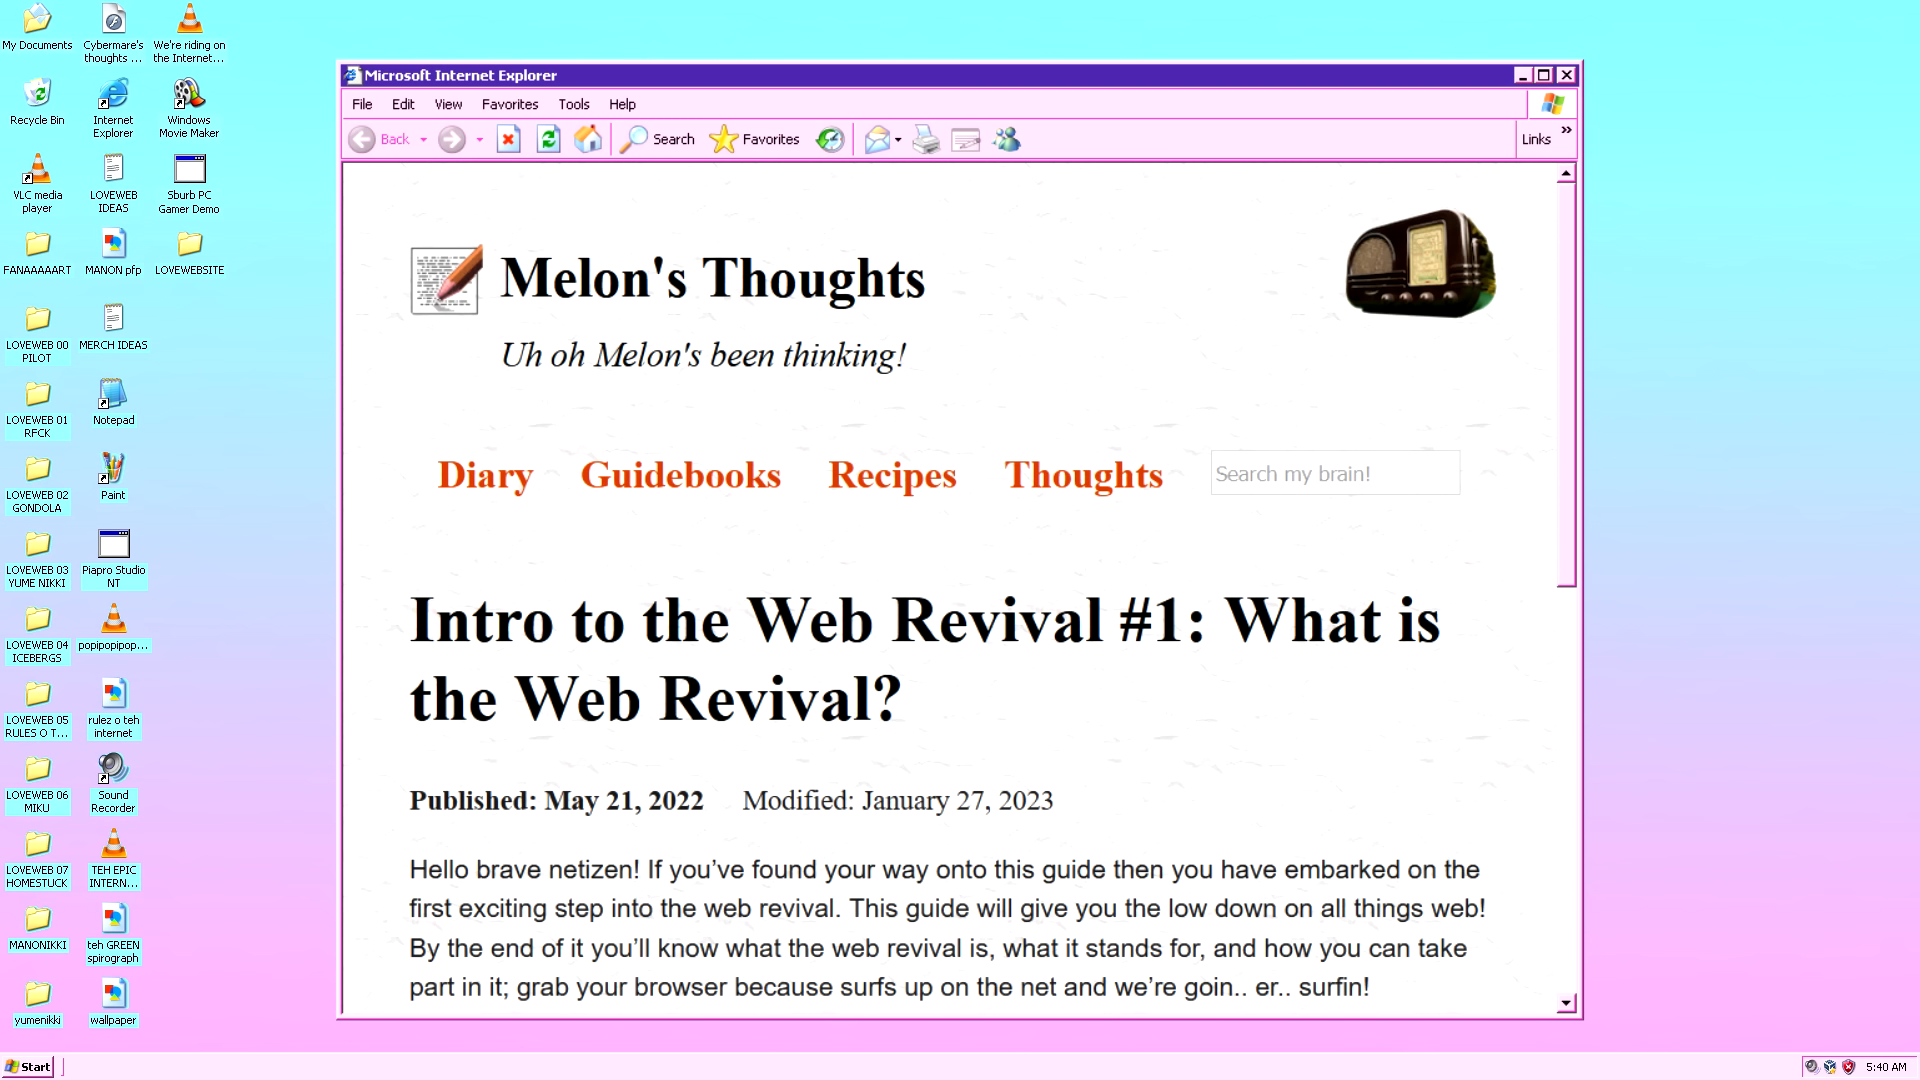 My Documents
Cybermare's
thoughts ...
We're riding on
the Internet...
Recycle Bin
Internet
Explorer
Windows
Movie Maker
VLC media
player
LOVEWEB
IDEAS
Sburb PC
Gamer Demo
FANAAAAART
MANON pfp
LOVEWEBSITE
LOVEWEB 00
PILOT
MERCH IDEAS
LOVEWEB 01
RFCK
Notepad
LOVEWEB 02
GONDOLA
Paint
LOVEWEB 03
YUME NIKKI
Piapro Studio
NT
LOVEWEB 04
ICEBERGS
popipopipop...
LOVEWEB 05
RULES O T...
rulez o teh
internet
LOVEWEB 06
MIKU
Sound
Recorder
LOVEWEB 07
HOMESTUCK
TEH EPIC
INTERN...
MANONIKKI
teh GREEN
spirograph
yumenikki
wallpaper
Microsoft Internet Explorer
File Edit View Favorites Tools Help
Back Search Favorites Links »
Melon's Thoughts
Uh oh Melon's been thinking!
Diary Guidebooks Recipes Thoughts Search my brain!
Intro to the Web Revival #1: What is
the Web Revival?
Published: May 21, 2022 Modified: January 27, 2023
Hello brave netizen! If you’ve found your way onto this guide then you have embarked on the
first exciting step into the web revival. This guide will give you the low down on all things web!
By the end of it you’ll know what the web revival is, what it stands for, and how you can take
part in it; grab your browser because surfs up on the net and we’re goin.. er.. surfin!
Start
5:40 AM